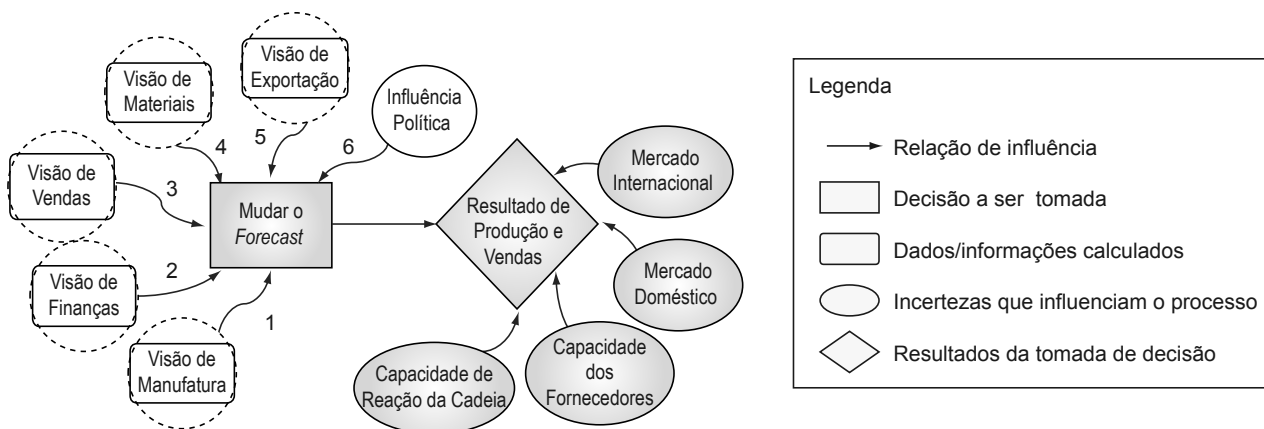 Visão de
Materiais
Visão de
Exportação
Influência
Política
4
5
6
Visão de
Vendas
3
Mudar o
Forecast
Resultado de
Produção e
Vendas
Mercado
Internacional
Visão de
Finanças
2
Mercado
Doméstico
1
Visão de
Manufatura
Capacidade de
Reação da Cadeia
Capacidade
dos
Fornecedores
Legenda
Relação de influência
Decisão a ser tomada
Dados/informações calculados
Incertezas que influenciam o processo
Resultados da tomada de decisão